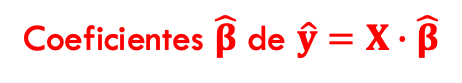 Coeficientes β̂ de ŷ = X · β̂